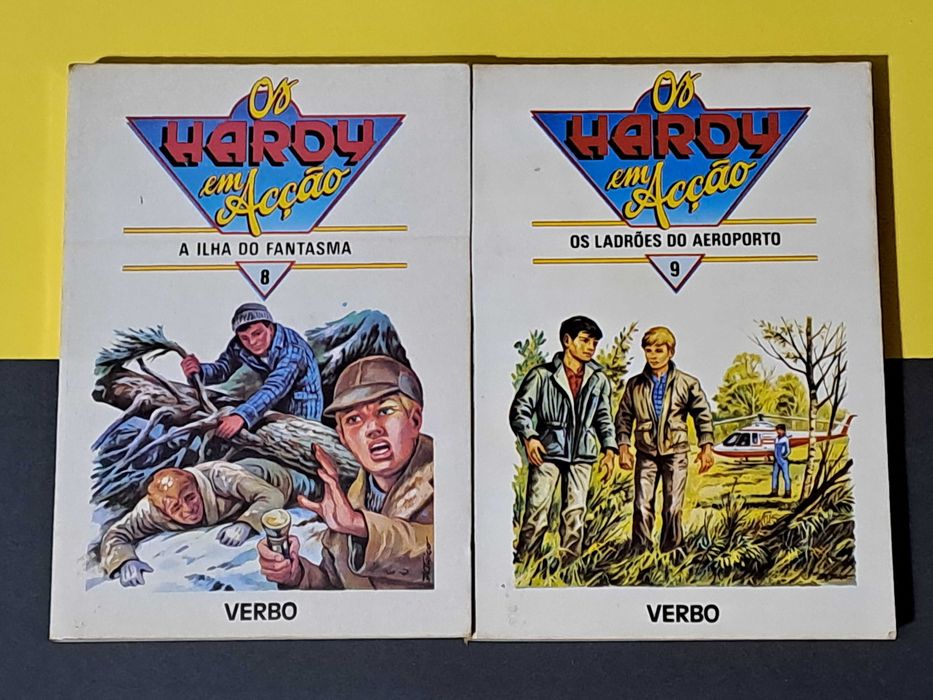 Os
HARDY
em Acção
A ILHA DO FANTASMA
8
VERBO
Os
HARDY
em Acção
OS LADRÕES DO AEROPORTO
9
VERBO